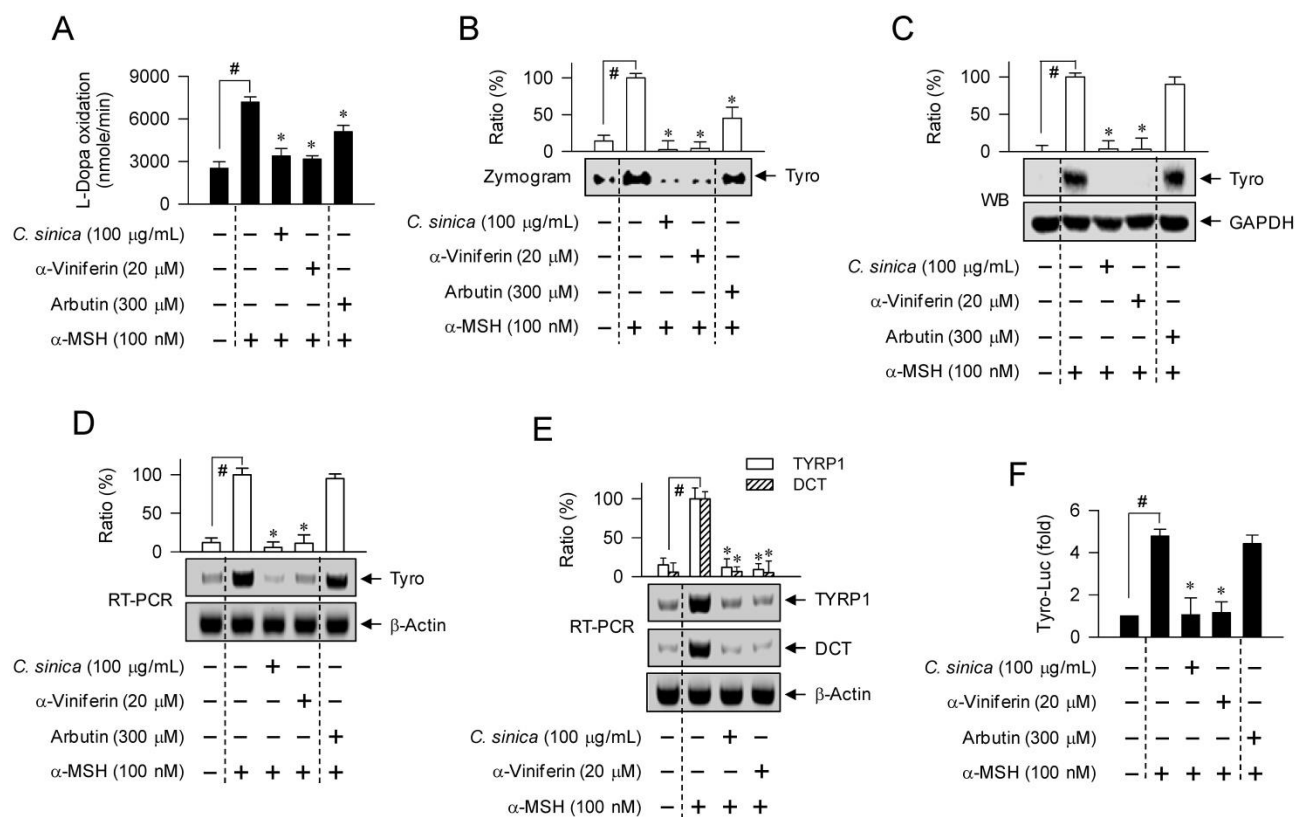 A
L-Dopa oxidation
(nmole/min)
9000
6000
3000
0
#
* * *
C. sinica (100 μg/mL) – – + – –
α-Viniferin (20 μM) – – – + –
Arbutin (300 μM) – – – – +
α-MSH (100 nM) – + + + +
B
Ratio (%)
100
50
0
#
* * *
Zymogram
Tyro
C. sinica (100 μg/mL) – – + – –
α-Viniferin (20 μM) – – – + –
Arbutin (300 μM) – – – – +
α-MSH (100 nM) – + + + +
C
Ratio (%)
100
50
0
#
* *
WB
Tyro
GAPDH
C. sinica (100 μg/mL) – – + – –
α-Viniferin (20 μM) – – – + –
Arbutin (300 μM) – – – – +
α-MSH (100 nM) – + + + +
D
Ratio (%)
100
50
0
#
* *
RT-PCR
Tyro
β-Actin
C. sinica (100 μg/mL) – – + – –
α-Viniferin (20 μM) – – – + –
Arbutin (300 μM) – – – – +
α-MSH (100 nM) – + + + +
E
TYRP1
DCT
Ratio (%)
100
50
0
#
* * * *
RT-PCR
TYRP1
DCT
β-Actin
C. sinica (100 μg/mL) – – + –
α-Viniferin (20 μM) – – – +
α-MSH (100 nM) – + + +
F
Tyro-Luc (fold)
6
4
2
0
#
* *
C. sinica (100 μg/mL) – – + – –
α-Viniferin (20 μM) – – – + –
Arbutin (300 μM) – – – – +
α-MSH (100 nM) – + + + +